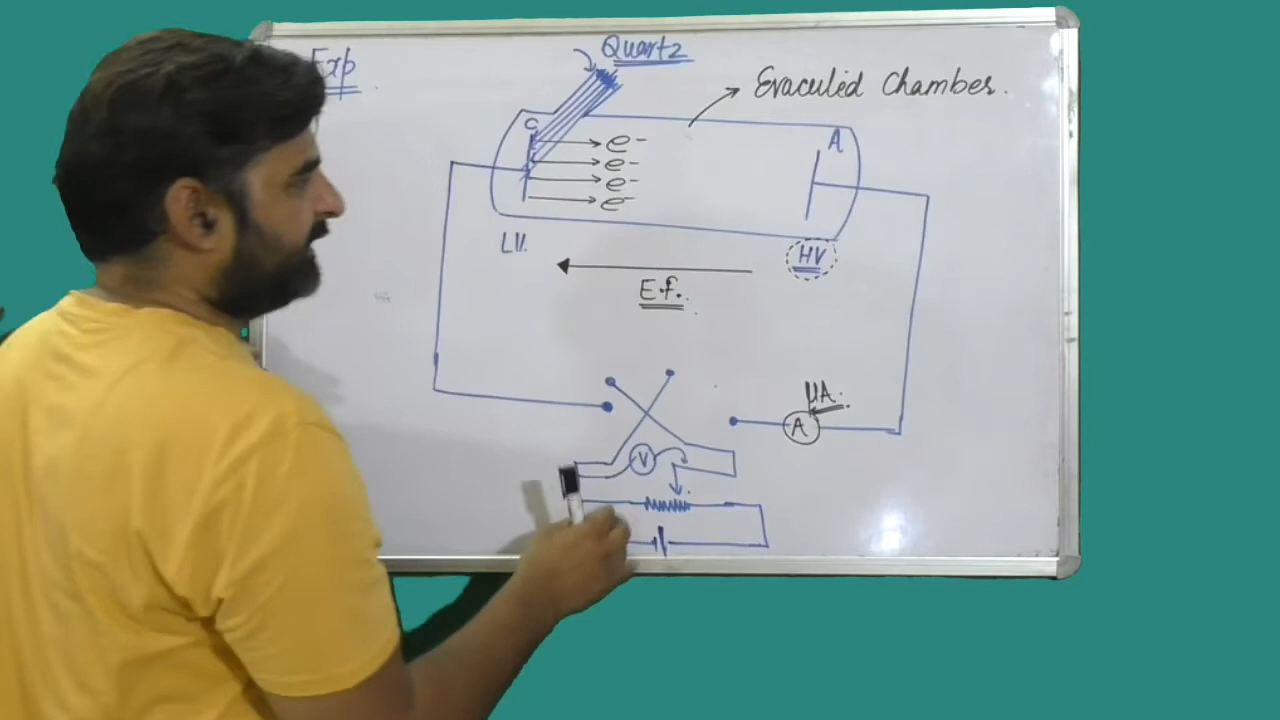 Exp.
Quartz
Evaculed Chamber.
C
A
e-
e-
e-
e-
L.V.
HV
E.f.
μA.
A
V